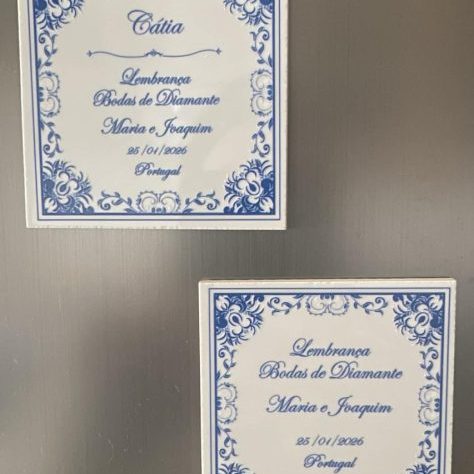 Cátia
Lembrança
Bodas de Diamante
Maria e Joaquim
25/01/2026
Portugal
Lembrança
Bodas de Diamante
Maria e Joaquim
25/01/2026
Portugal